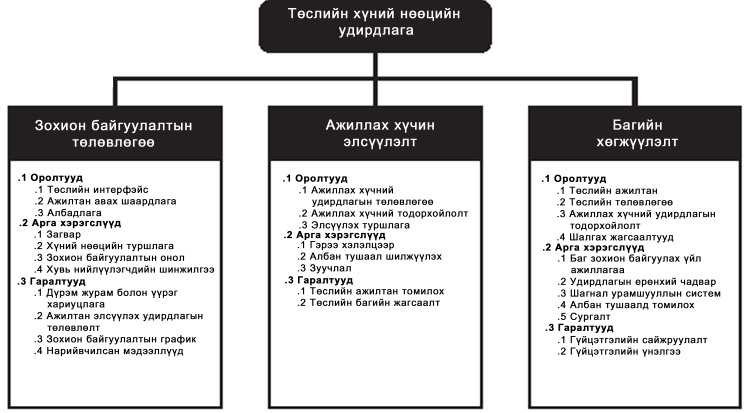 Төслийн хүний нөөцийн
удирдлага
Зохион байгуулалтын
төлөвлөгөө
.1 Оролтууд
.1 Төслийн интерфэйс
.2 Ажилтан авах шаардлага
.3 Албадлага
.2 Арга хэрэгслүүд
.1 Загвар
.2 Хүний нөөцийн туршлага
.3 Зохион байгуулалтын онол
.4 Хувь нийлүүлэгчдийн шинжилгээ
.3 Гаралтууд
.1 Дүрэм журам болон үүрэг
хариуцлага
.2 Ажилтан элсүүлэх удирдлагын
төлөвлөлт
.3 Зохион байгуулалтын график
.4 Нарийвчилсан мэдээллүүд
Ажиллах хүчин
элсүүлэлт
.1 Оролтууд
.1 Ажиллах хүчний
удирдлагын төлөвлөгөө
.2 Ажиллах хүчний тодорхойлолт
.3 Элсүүлэх туршлага
.2 Арга хэрэгслүүд
.1 Гэрээ хэлэлцээр
.2 Албан тушаал шилжүүлэх
.3 Зуучлал
.3 Гаралтууд
.1 Төслийн ажилтан томилох
.2 Төслийн багийн жагсаалт
Багийн
хөгжүүлэлт
.1 Оролтууд
.1 Төслийн ажилтан
.2 Төслийн төлөвлөгөө
.3 Ажиллах хүчний удирдлагын
тодорхойлолт
.4 Шалгах жагсаалтууд
.2 Арга хэрэгслүүд
.1 Баг зохион байгуулах үйл
ажиллагаа
.2 Удирдлагын ерөнхий чадвар
.3 Шагнал урамшууллын систем
.4 Албан тушаалд томилох
.5 Сургалт
.3 Гаралтууд
.1 Гүйцэтгэлийн сайжруулалт
.2 Гүйцэтгэлийн үнэлгээ